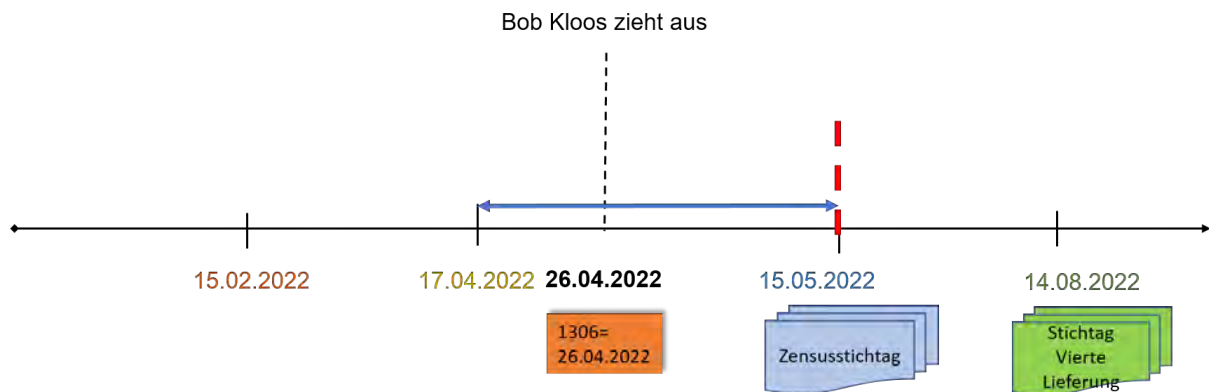 Bob Kloos zieht aus
15.02.2022
17.04.2022
26.04.2022
15.05.2022
14.08.2022
1306=
26.04.2022
Zensusstichtag
Stichtag
Vierte
Lieferung